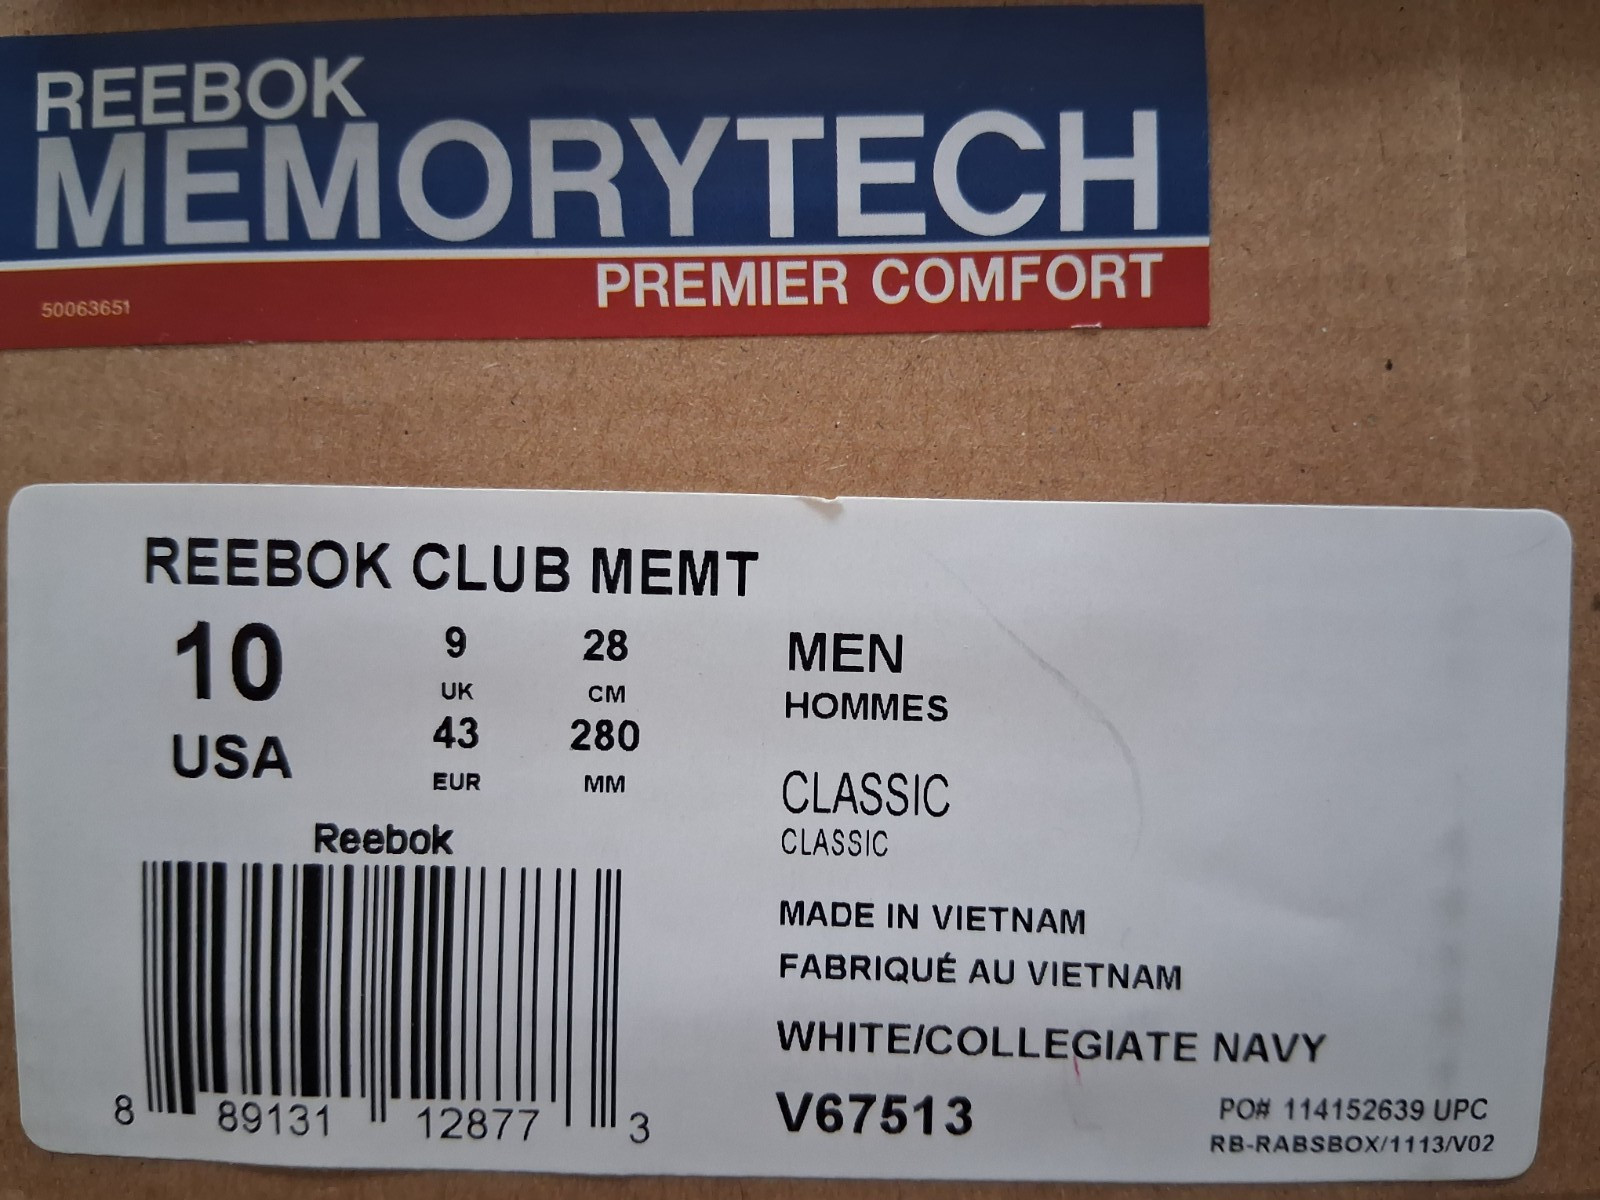 REEBOK
MEMORYTECH
PREMIER COMFORT
50063651
REEBOK CLUB MEMT
10
USA
9
UK
43
EUR
28
CM
280
MM
MEN
HOMMES
CLASSIC
CLASSIC
MADE IN VIETNAM
FABRIQUÉ AU VIETNAM
WHITE/COLLEGIATE NAVY
V67513
Reebok
8 89131 12877 3
PO# 114152639 UPC
RB-RABSBOX/1113/V02